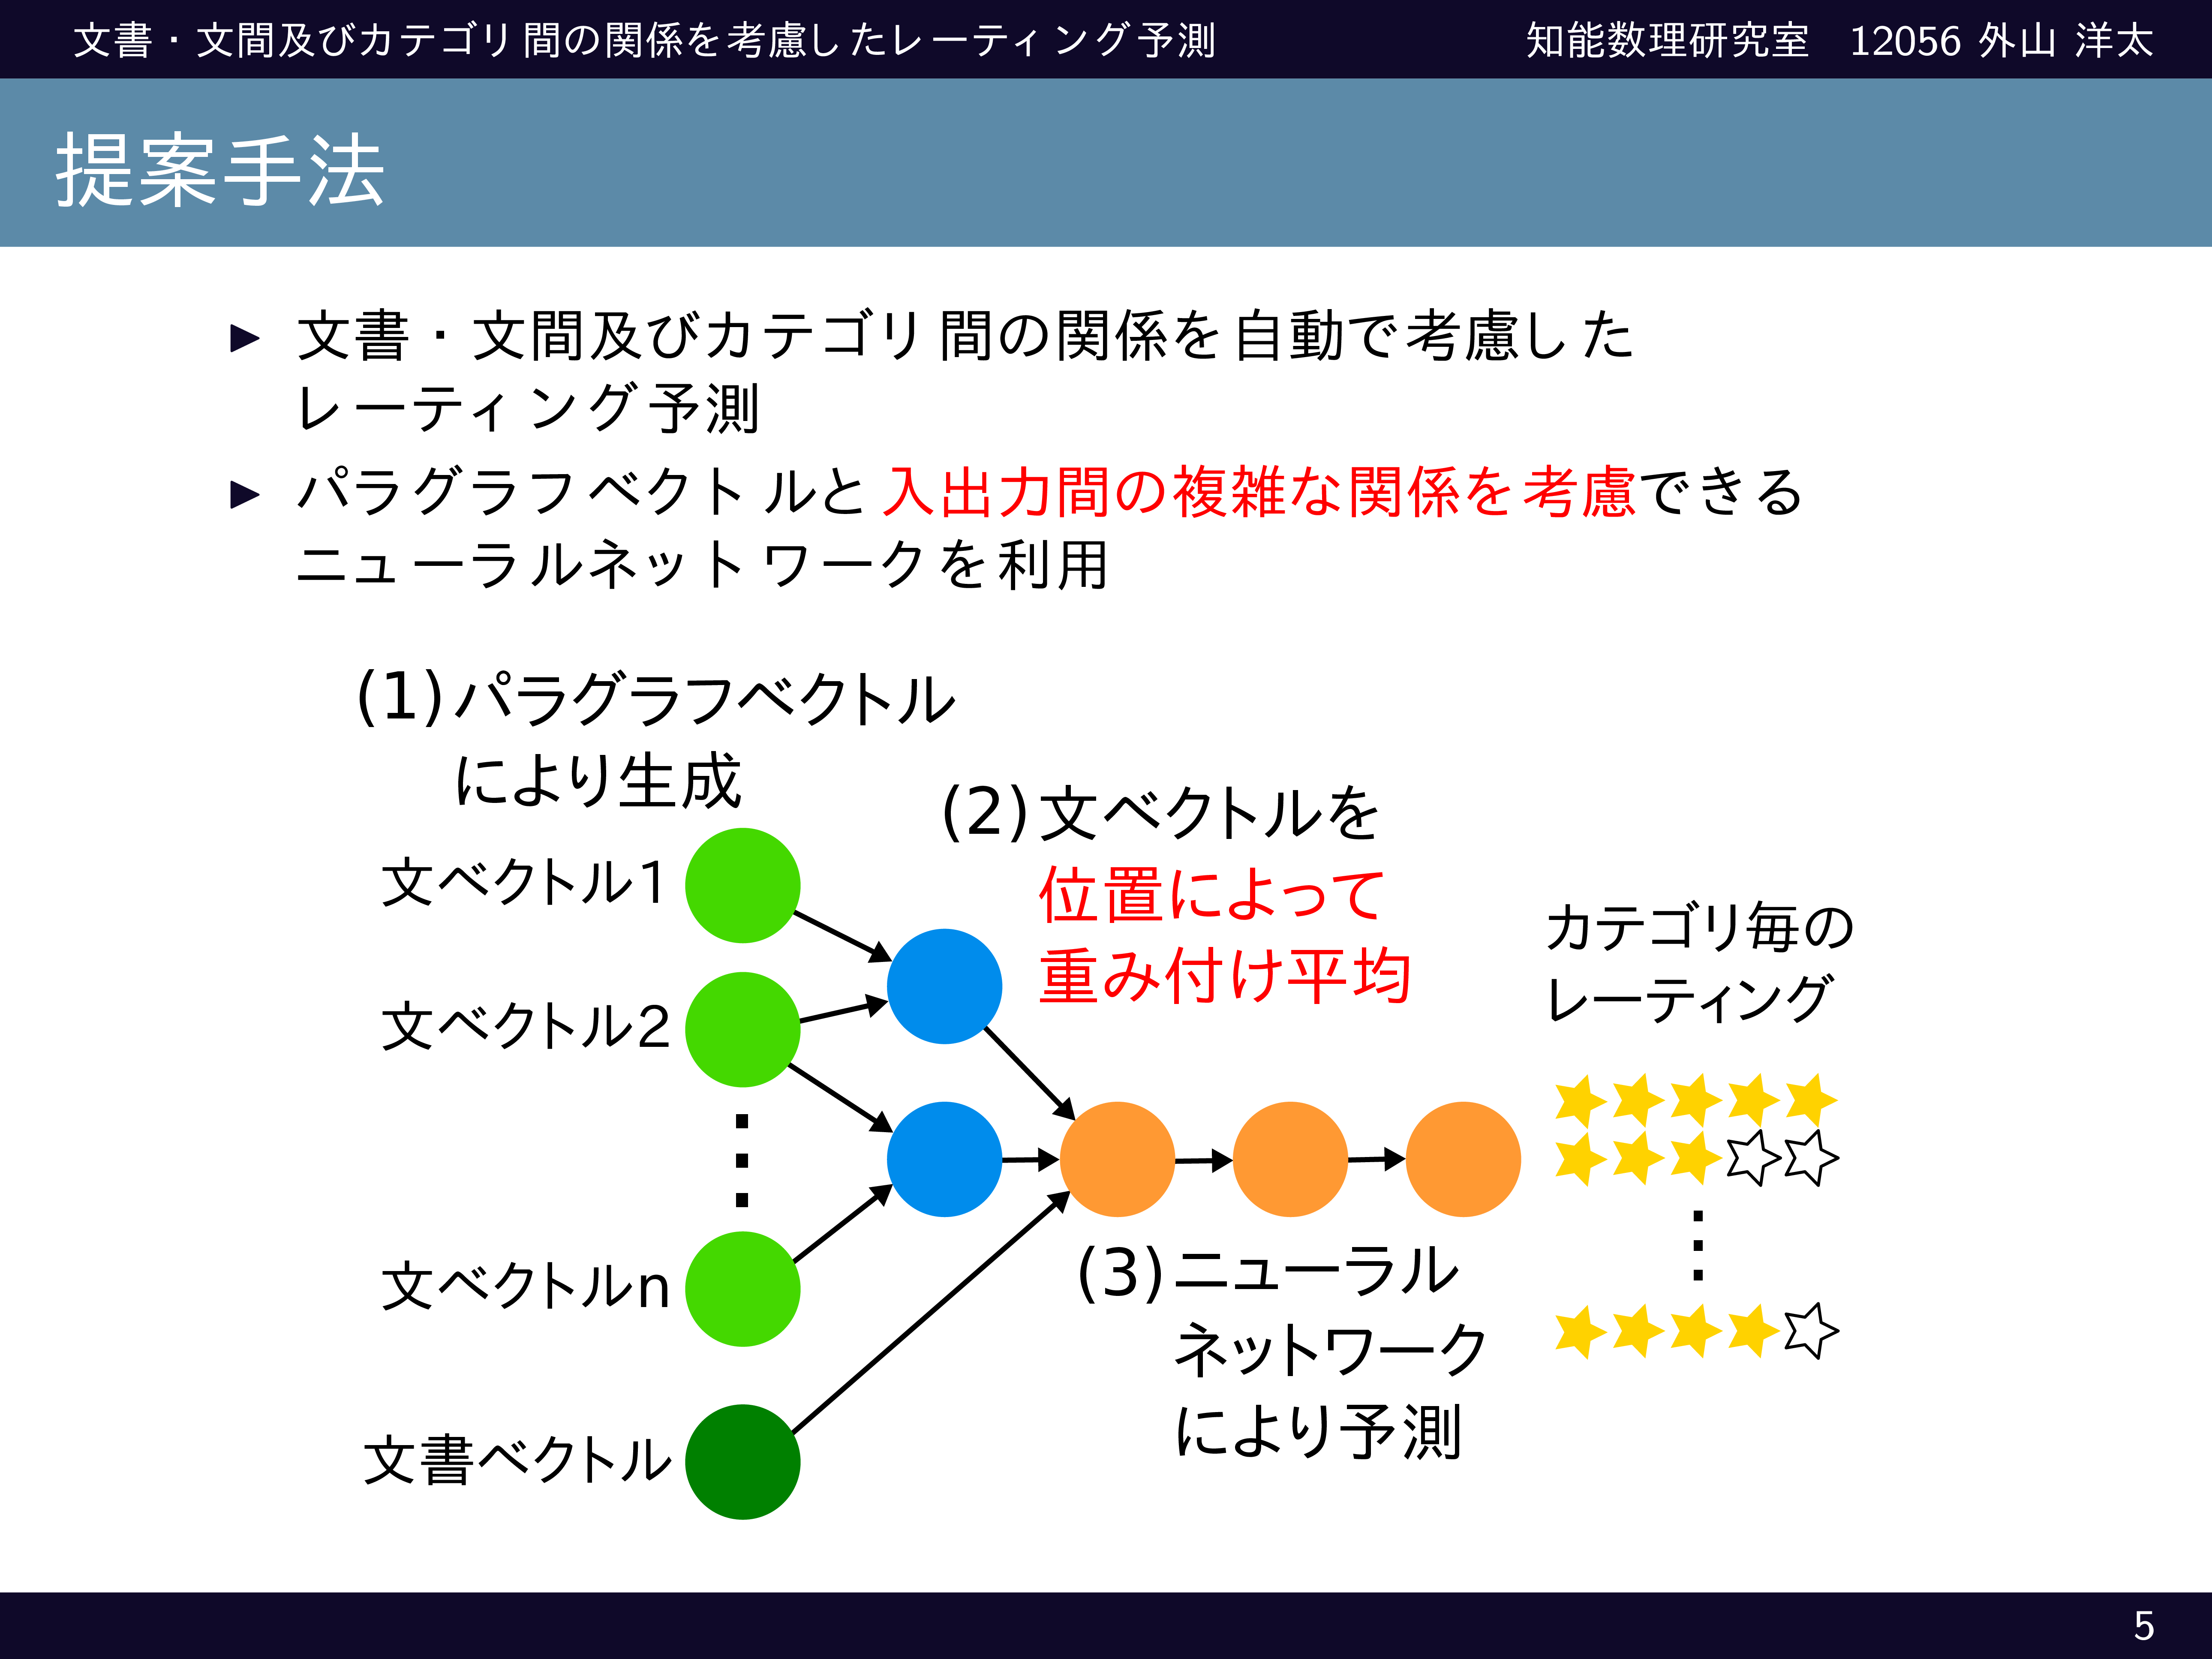 文書・文間及びカテゴリ間の関係を考慮したレーティング予測
知能数理研究室 12056 外山 洋太
提案手法
文書・文間及びカテゴリ間の関係を自動で考慮した
レーティング予測
パラグラフベクトルと入出力間の複雑な関係を考慮できる
ニューラルネットワークを利用
(1)パラグラフベクトル
により生成
(2)文ベクトルを
位置によって
重み付け平均
文ベクトル1
文ベクトル2
文ベクトルn
文書ベクトル
(3)ニューラル
ネットワーク
により予測
カテゴリ毎の
レーティング
5